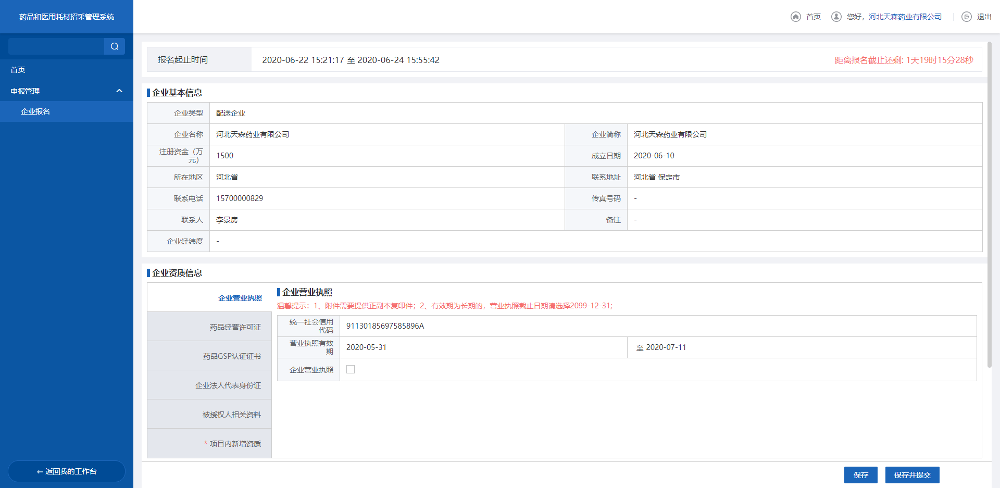 药品和医用耗材招采管理系统
首页
您好，河北天森药业有限公司
退出
首页
申报管理
企业报名
返回我的工作台
报名起止时间
2020-06-22 15:21:17 至 2020-06-24 15:55:42
距离报名截止还剩: 1天19时15分28秒
企业基本信息
企业类型
配送企业
企业名称
河北天森药业有限公司
企业简称
河北天森药业有限公司
注册资金（万
元）
1500
成立日期
2020-06-10
所在地区
河北省
联系地址
河北省 保定市
联系电话
15700000829
传真号码
-
联系人
李景房
备注
-
企业经纬度
-
企业资质信息
企业营业执照
药品经营许可证
药品GSP认证证书
企业法人代表身份证
被授权人相关资料
* 项目内新增资质
企业营业执照
温馨提示：1、附件需要提供正副本复印件；2、有效期为长期的，营业执照截止日期请选择2099-12-31;
统一社会信用
代码
91130185697585896A
营业执照有效
期
2020-05-31
至 2020-07-11
企业营业执照
保存
保存并提交